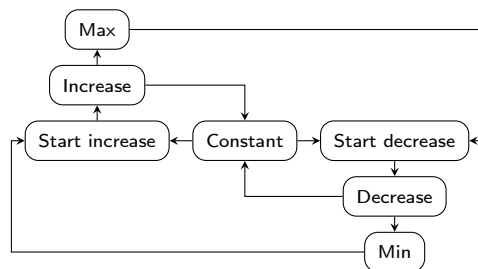 Max
Increase
Start increase
Constant
Start decrease
Decrease
Min